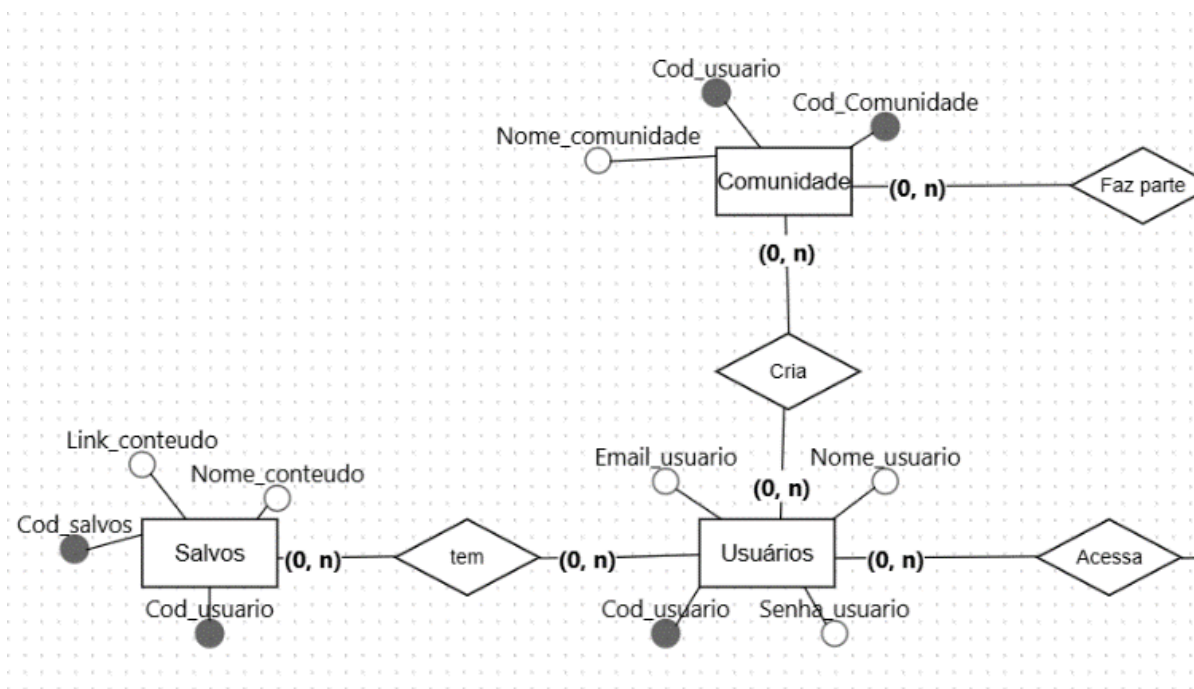 Cod_usuario
Cod_Comunidade
Nome_comunidade
Comunidade
(0, n)
Faz parte
(0, n)
Cria
Link_conteudo
Nome_conteudo
Email_usuario
Nome_usuario
(0, n)
Cod_salvos
Salvos
(0, n)
tem
(0, n)
Usuários
(0, n)
Acessa
Cod_usuario
Cod_usuario
Senha_usuario